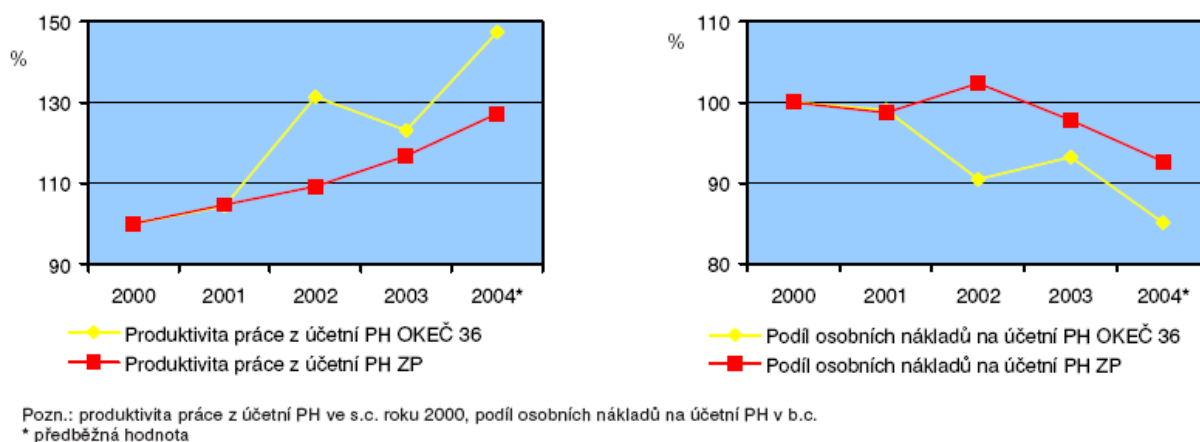 150
%
130
110
90
2000 2001 2002 2003 2004*
Produktivita práce z účetní PH OKEČ 36
Produktivita práce z účetní PH ZP
110
%
100
90
80
2000 2001 2002 2003 2004*
Podíl osobních nákladů na účetní PH OKEČ 36
Podíl osobních nákladů na účetní PH ZP
Pozn.: produktivita práce z účetní PH ve s.c. roku 2000, podíl osobních nákladů na účetní PH v b.c.
* předběžná hodnota